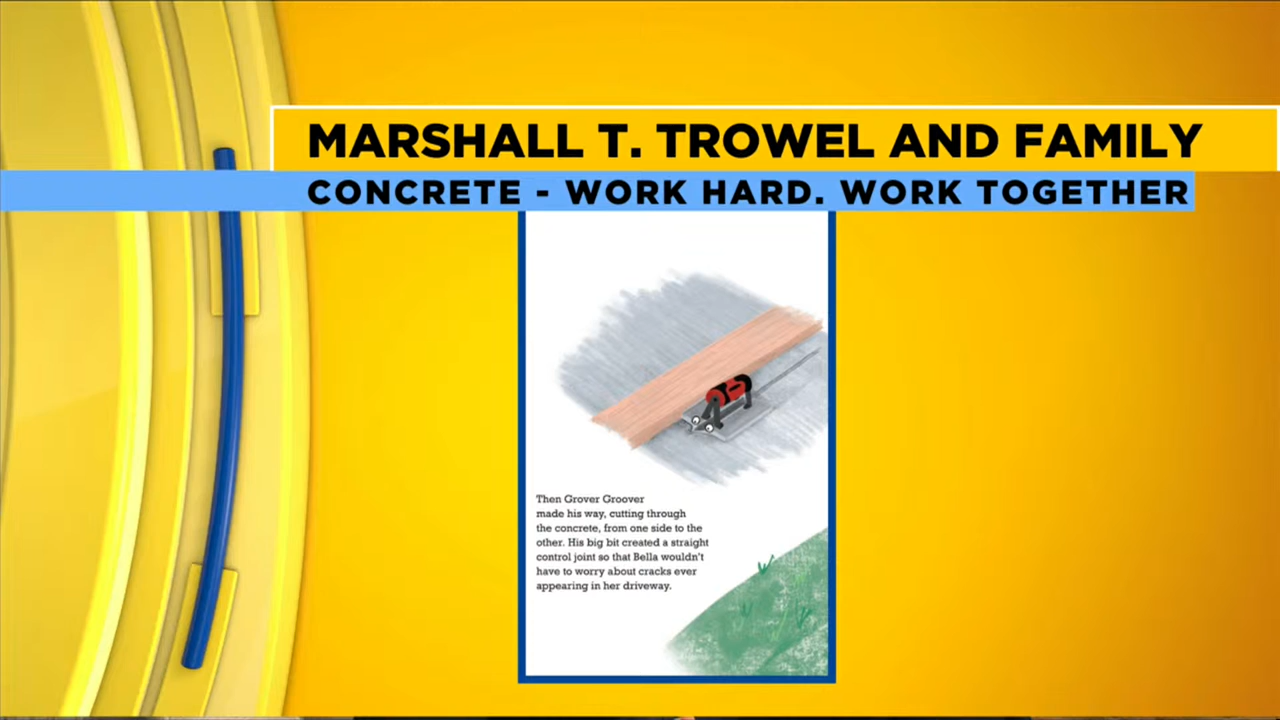 MARSHALL T. TROWEL AND FAMILY
CONCRETE - WORK HARD. WORK TOGETHER
Then Grover Groover
made his way, cutting through
the concrete, from one side to the
other. His big bit created a straight
control joint so that Bella wouldn't
have to worry about cracks ever
appearing in her driveway.